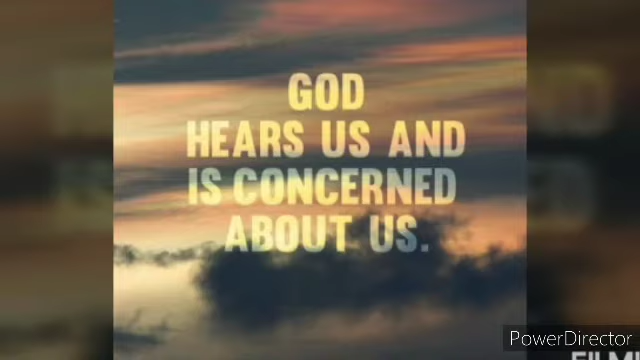 GOD
HEARS US AND
IS CONCERNED
ABOUT US.
PowerDirector